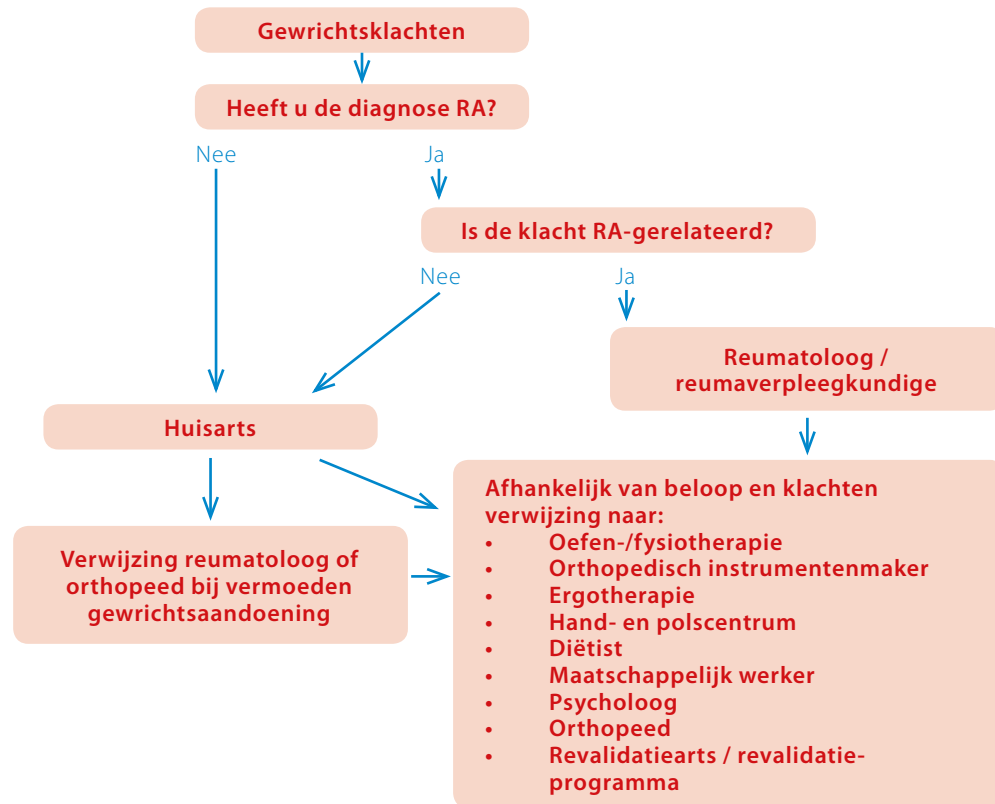 Gewrichtsklachten
Heeft u de diagnose RA?
Nee
Ja
Is de klacht RA-gerelateerd?
Nee
Ja
Reumatoloog /
reumaverpleegkundige
Huisarts
Verwijzing reumatoloog of
orthopeed bij vermoeden
gewrichtsaandoening
Afhankelijk van beloop en klachten
verwijzing naar:
• Oefen-/fysiotherapie
• Orthopedisch instrumentenmaker
• Ergotherapie
• Hand- en polscentrum
• Diëtist
• Maatschappelijk werker
• Psycholoog
• Orthopeed
• Revalidatiearts / revalidatie-
programma